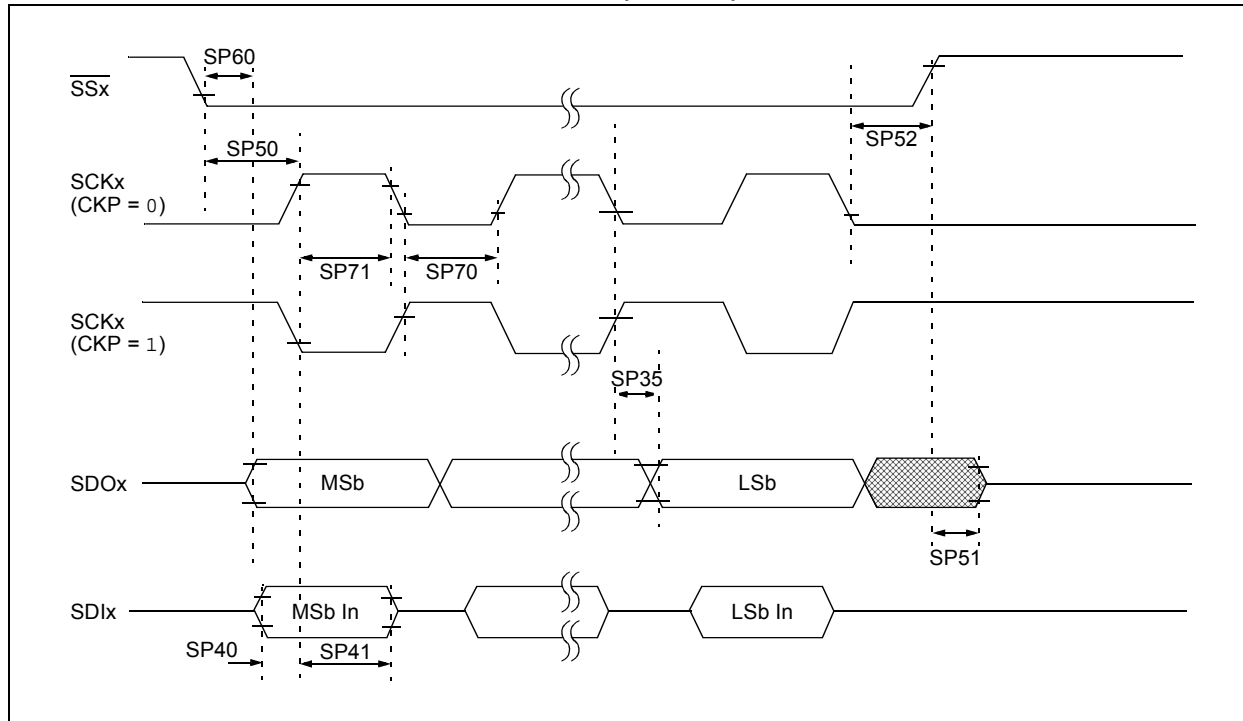 SP60
SSx
SP50
SP52
SCKx
(CKP = 0)
SP71
SP70
SCKx
(CKP = 1)
SP35
SDOx
MSb
LSb
SP51
SDIx
MSb In
LSb In
SP40
SP41